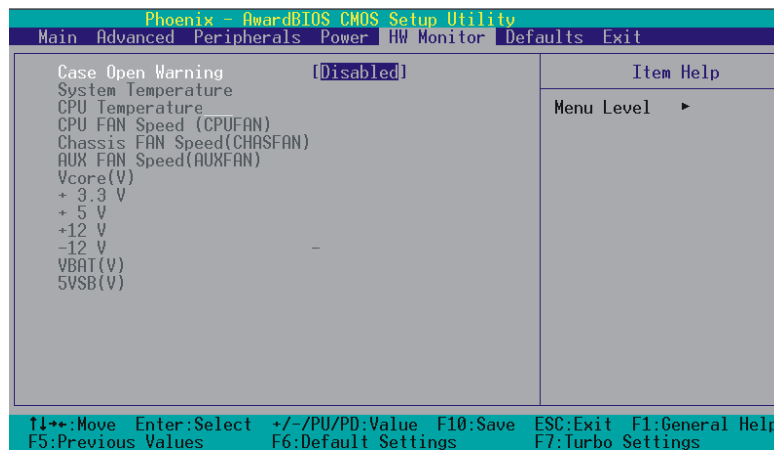 Phoenix - AwardBIOS CMOS Setup Utility
Main Advanced Peripherals Power HW Monitor Defaults Exit
Case Open Warning [Disabled]
System Temperature
CPU Temperature
CPU FAN Speed (CPUFAN)
Chassis FAN Speed(CHASFAN)
AUX FAN Speed(AUXFAN)
Vcore(V)
+ 3.3 V
+ 5 V
+12 V
-12 V -
VBAT(V)
5VSB(V)
Item Help
Menu Level ►
↑↓→←:Move Enter:Select +/-/PU/PD:Value F10:Save ESC:Exit F1:General Help
F5:Previous Values F6:Default Settings F7:Turbo Settings